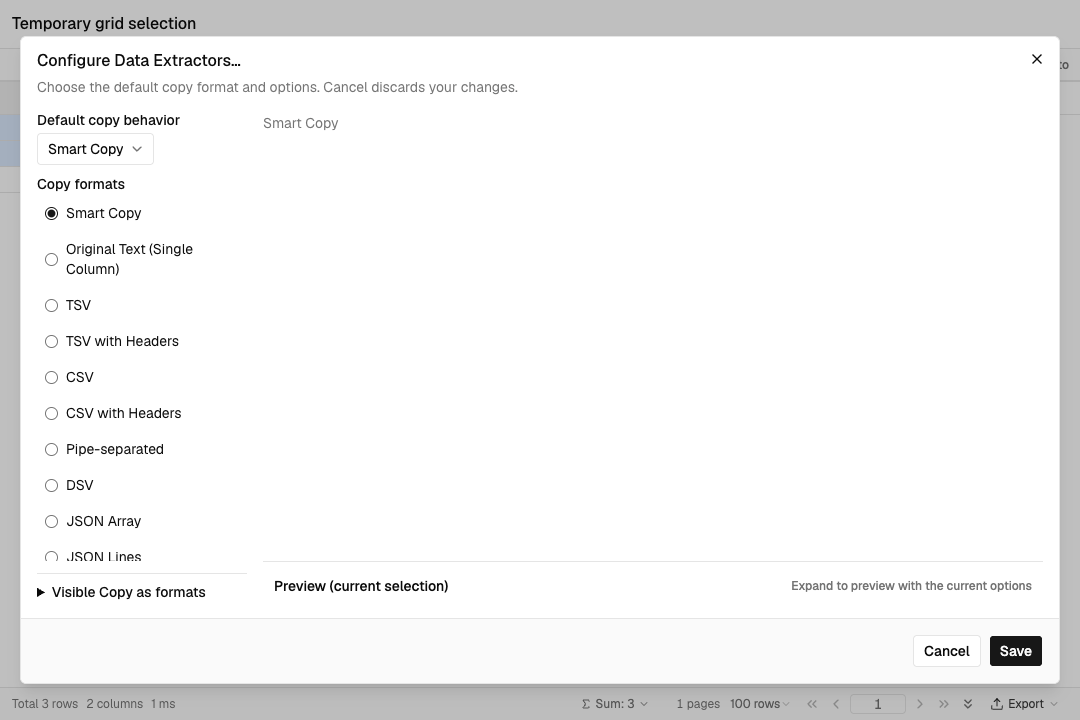 Temporary grid selection
Configure Data Extractors...
Choose the default copy format and options. Cancel discards your changes.
to
Default copy behavior
Smart Copy
Smart Copy
Copy formats
Smart Copy
Original Text (Single
Column)
TSV
TSV with Headers
CSV
CSV with Headers
Pipe-separated
DSV
JSON Array
JSON Lines
Visible Copy as formats
Preview (current selection)
Expand to preview with the current options
Cancel
Save
Total 3 rows 2 columns 1 ms
Σ Sum: 3
1 pages 100 rows
1
Export